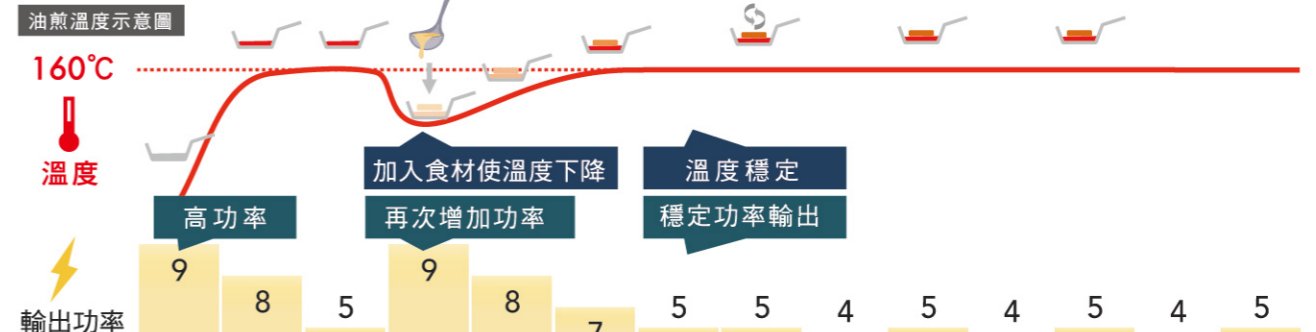 油煎溫度示意圖
160℃
溫度
加入食材使溫度下降
溫度穩定
高功率
再次增加功率
穩定功率輸出
9 8 5 9 8 7 5 5 4 5 4 5 4 5
輸出功率